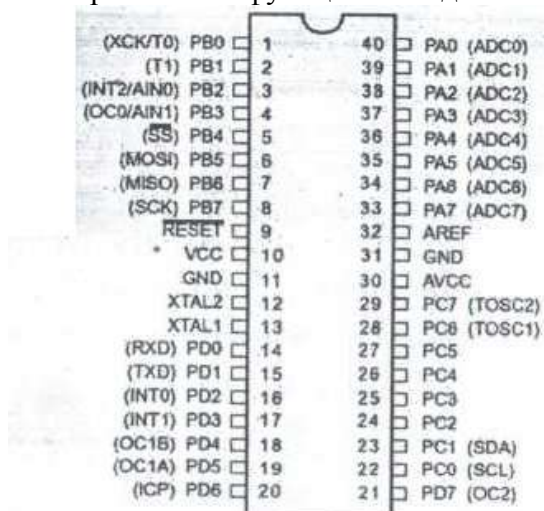 (XCK/T0) PB0 1 40 PA0 (ADC0)
(T1) PB1 2 39 PA1 (ADC1)
(INT2/AIN0) PB2 3 38 PA2 (ADC2)
(OC0/AIN1) PB3 4 37 PA3 (ADC3)
(SS) PB4 5 36 PA4 (ADC4)
(MOSI) PB5 6 35 PA5 (ADC5)
(MISO) PB6 7 34 PA6 (ADC6)
(SCK) PB7 8 33 PA7 (ADC7)
RESET 9 32 AREF
VCC 10 31 GND
GND 11 30 AVCC
XTAL2 12 29 PC7 (TOSC2)
XTAL1 13 28 PC6 (TOSC1)
(RXD) PD0 14 27 PC5
(TXD) PD1 15 26 PC4
(INT0) PD2 16 25 PC3
(INT1) PD3 17 24 PC2
(OC1B) PD4 18 23 PC1 (SDA)
(OC1A) PD5 19 22 PC0 (SCL)
(ICP) PD6 20 21 PD7 (OC2)